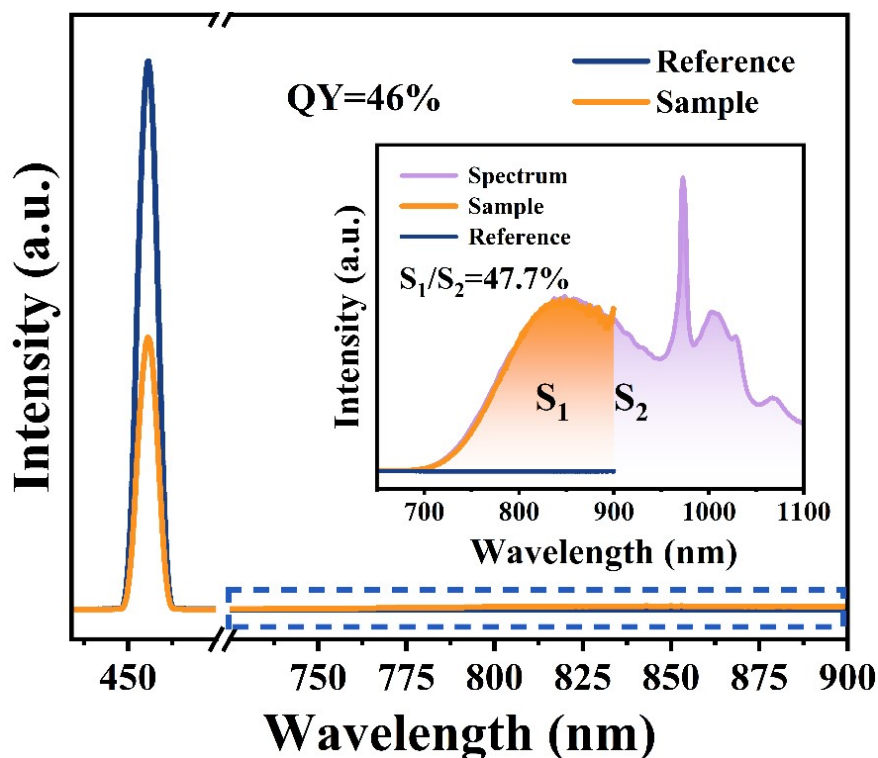 Reference
Sample
QY=46%
Spectrum
Sample
Reference
S₁/S₂=47.7%
S₁ S₂
Intensity (a.u.)
700 800 900 1000 1100
Wavelength (nm)
Intensity (a.u.)
450 750 775 800 825 850 875 900
Wavelength (nm)